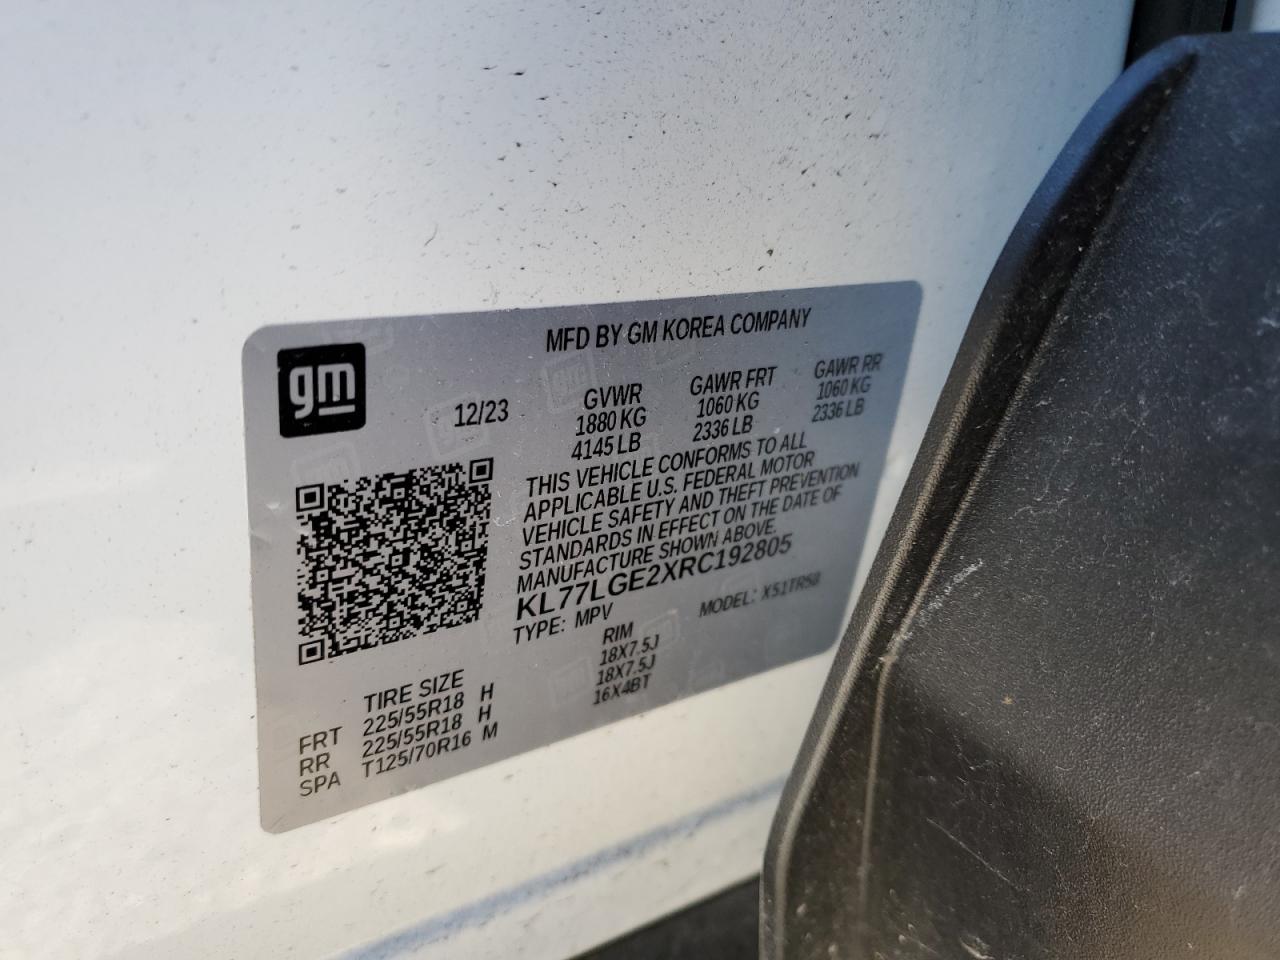 MFD BY GM KOREA COMPANY
gm
12/23
GVWR
1880 KG
4145 LB
GAWR FRT
1060 KG
2336 LB
GAWR RR
1060 KG
2336 LB
THIS VEHICLE CONFORMS TO ALL
APPLICABLE U.S. FEDERAL MOTOR
VEHICLE SAFETY AND THEFT PREVENTION
STANDARDS IN EFFECT ON THE DATE OF
MANUFACTURE SHOWN ABOVE.
KL77LGE2XRC192805
TYPE: MPV MODEL: X51TR58
TIRE SIZE RIM
FRT 225/55R18 H 18X7.5J
RR 225/55R18 H 18X7.5J
SPA T125/70R16 M 16X4BT